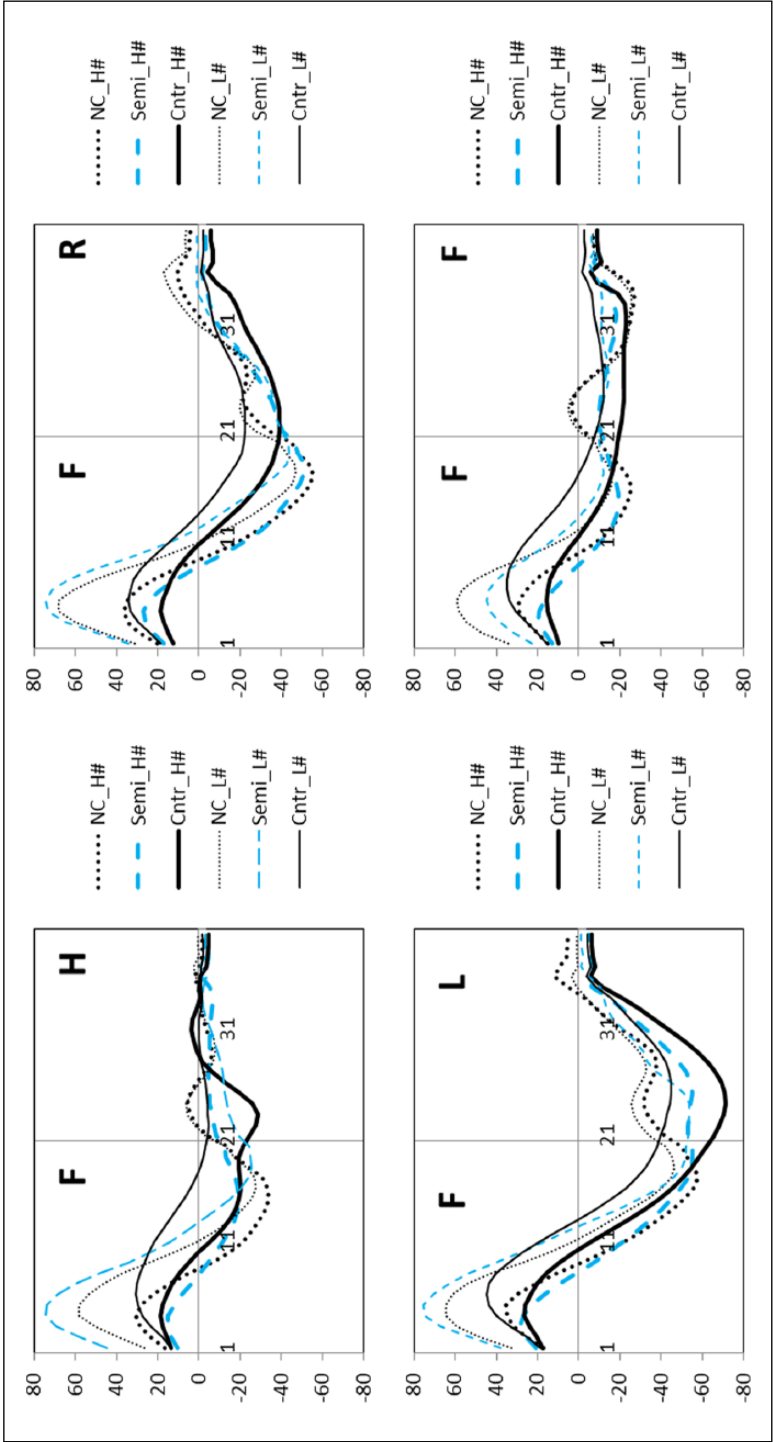 80
60
40
20
0
-20
-40
-60
-80
1
11
21
31
F
H
NC_H#
Semi_H#
Cntr_H#
NC_L#
Semi_L#
Cntr_L#
80
60
40
20
0
-20
-40
-60
-80
1
11
21
31
F
R
NC_H#
Semi_H#
Cntr_H#
NC_L#
Semi_L#
Cntr_L#
80
60
40
20
0
-20
-40
-60
-80
1
11
21
31
F
L
NC_H#
Semi_H#
Cntr_H#
NC_L#
Semi_L#
Cntr_L#
80
60
40
20
0
-20
-40
-60
-80
1
11
21
31
F
F
NC_H#
Semi_H#
Cntr_H#
NC_L#
Semi_L#
Cntr_L#